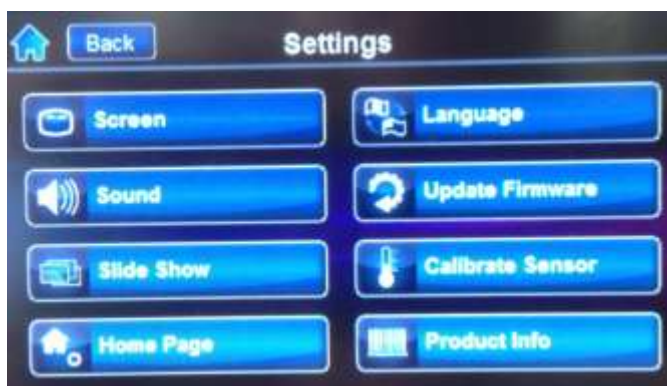 Back Settings
Screen Language
Sound Update Firmware
Slide Show Calibrate Sensor
Home Page Product Info